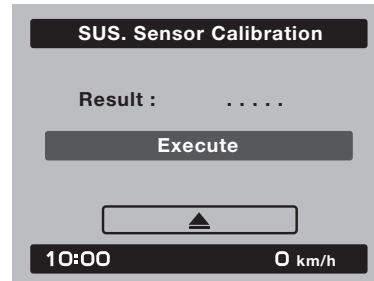 SUS. Sensor Calibration
Result : . . . . .
Execute
10:00 0 km/h